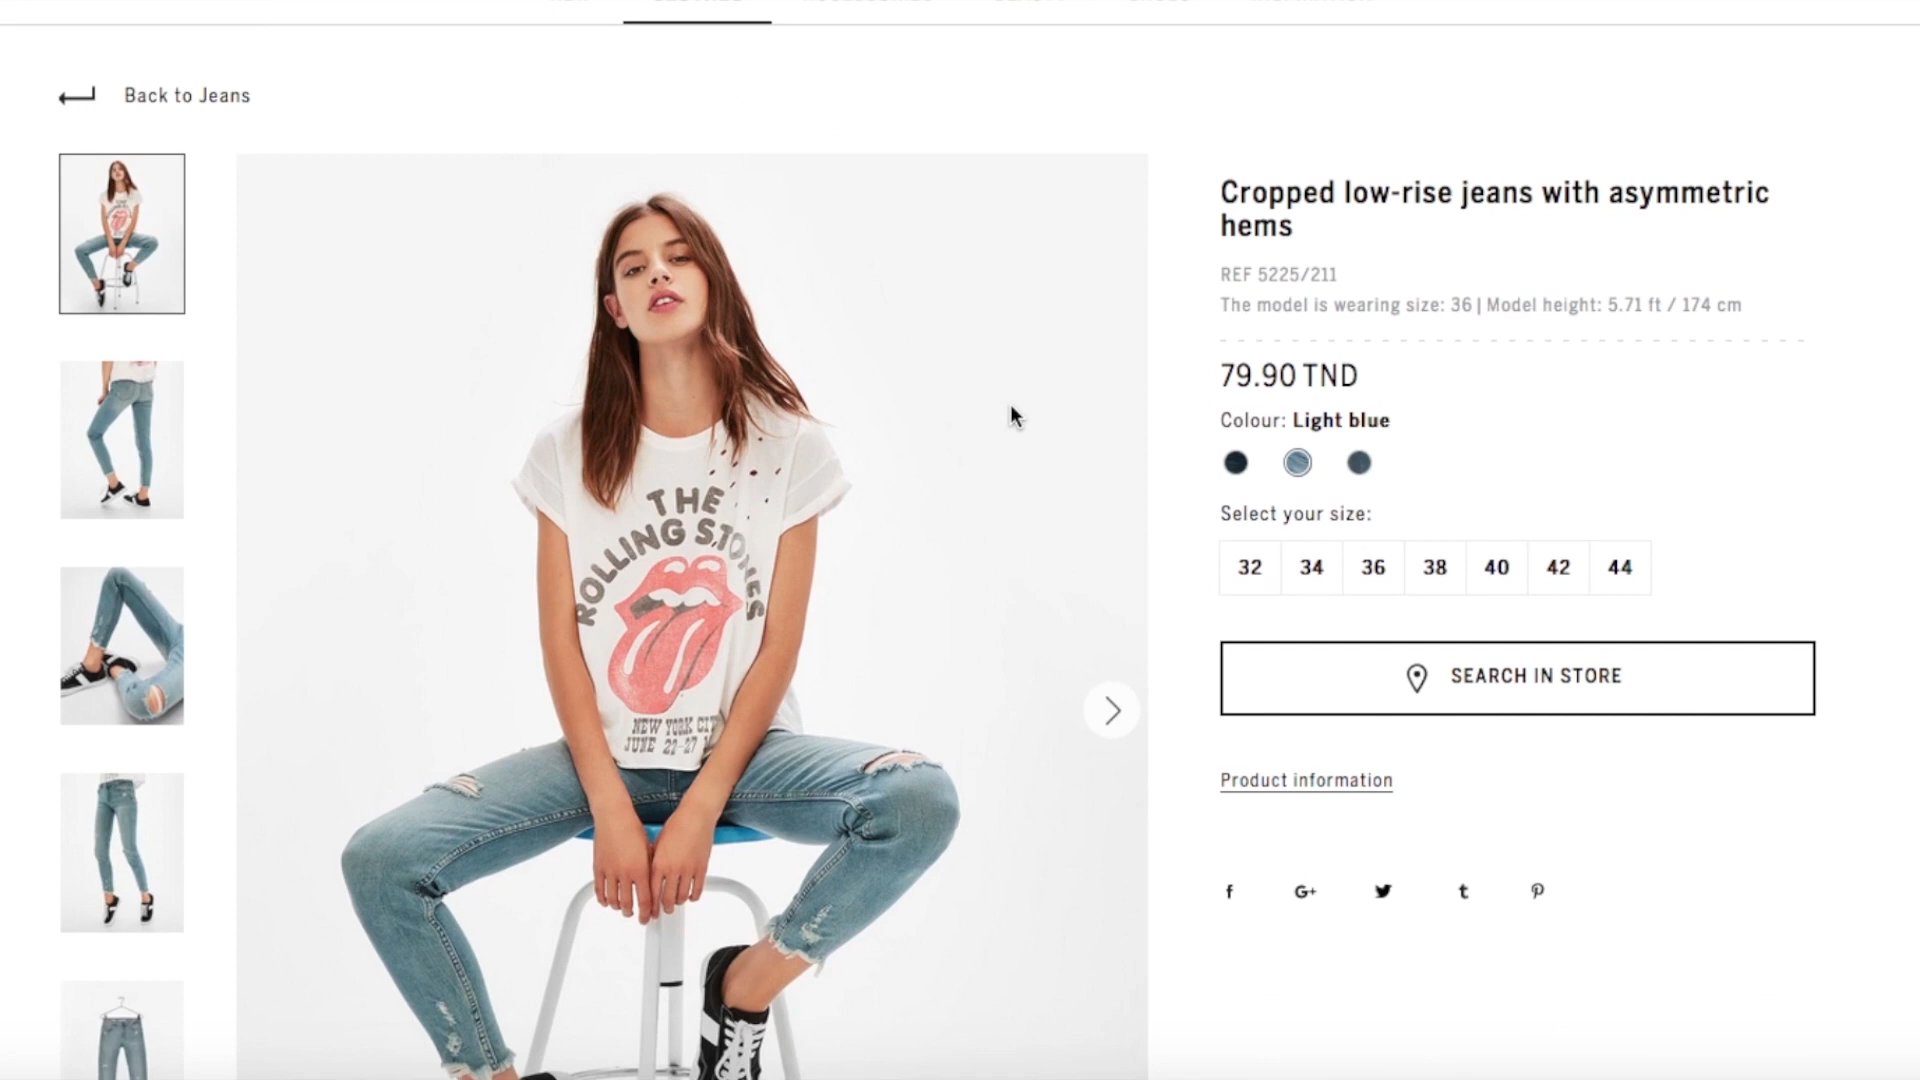 Back to Jeans
Cropped low-rise jeans with asymmetric
hems
REF 5225/211
The model is wearing size: 36 | Model height: 5.71 ft / 174 cm
79.90 TND
Colour: Light blue
Select your size:
32 34 36 38 40 42 44
SEARCH IN STORE
Product information
THE
ROLLING STONES
NEW YORK CIT
JUNE 22-27